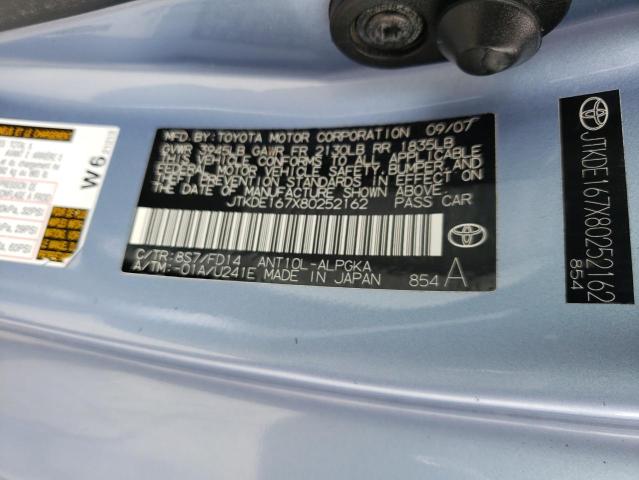 MFD. BY: TOYOTA MOTOR CORPORATION 09/07
GVWR 3945LB GAWR FR 2130LB RR 1835LB
THIS VEHICLE CONFORMS TO ALL APPLICABLE
FEDERAL MOTOR VEHICLE SAFETY, BUMPER, AND
THEFT PREVENTION STANDARDS IN EFFECT ON
THE DATE OF MANUFACTURE SHOWN ABOVE.
JTKDE167X80252162 PASS CAR
C/TR: 8S7/FD14 ANT10L-ALPGKA
A/TM: -01A/U241E MADE IN JAPAN 854 A
TOYOTA
JTKDE167X80252162
854
W6